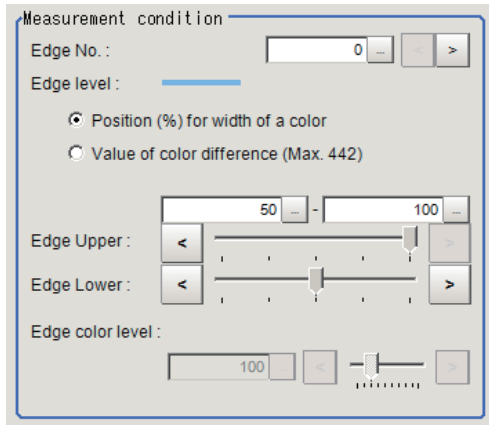 Measurement condition
Edge No. : 0 ... < >
Edge level :
Position (%) for width of a color
Value of color difference (Max. 442)
50 ... - 100 ...
Edge Upper : < >
Edge Lower : < >
Edge color level :
100 ... < >